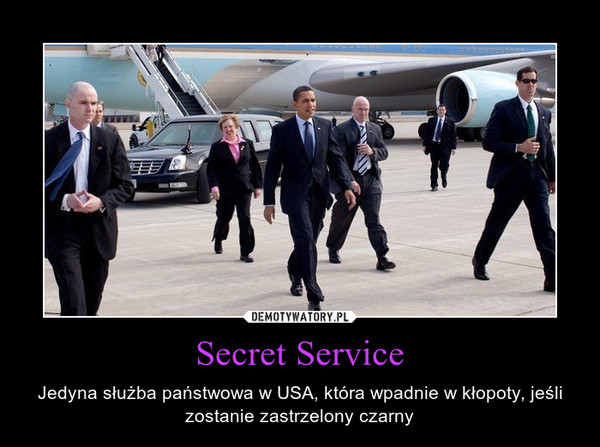 DEMOTYWATORY.PL
Secret Service
Jedyna służba państwowa w USA, która wpadnie w kłopoty, jeśli
zostanie zastrzelony czarny